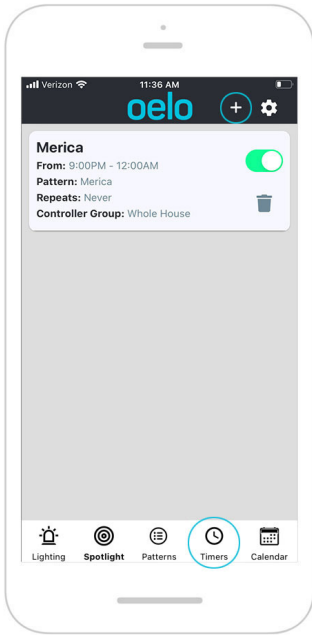 Verizon 11:36 AM
oelo +
Merica
From: 9:00PM - 12:00AM
Pattern: Merica
Repeats: Never
Controller Group: Whole House
Lighting Spotlight Patterns Timers Calendar